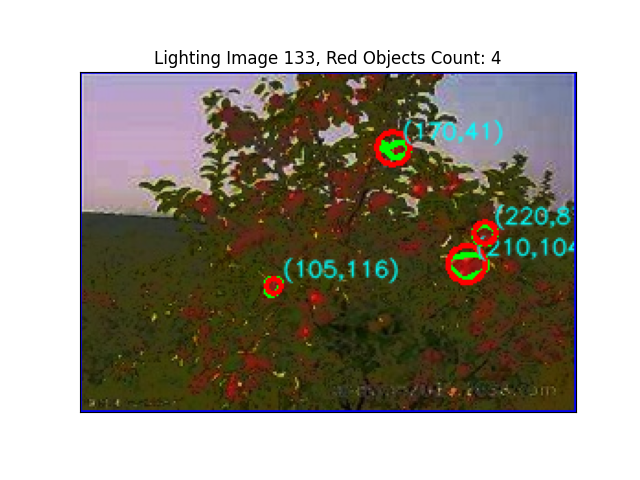 Lighting Image 133, Red Objects Count: 4
(170,41)
(220,8
(210,104
(105,116)